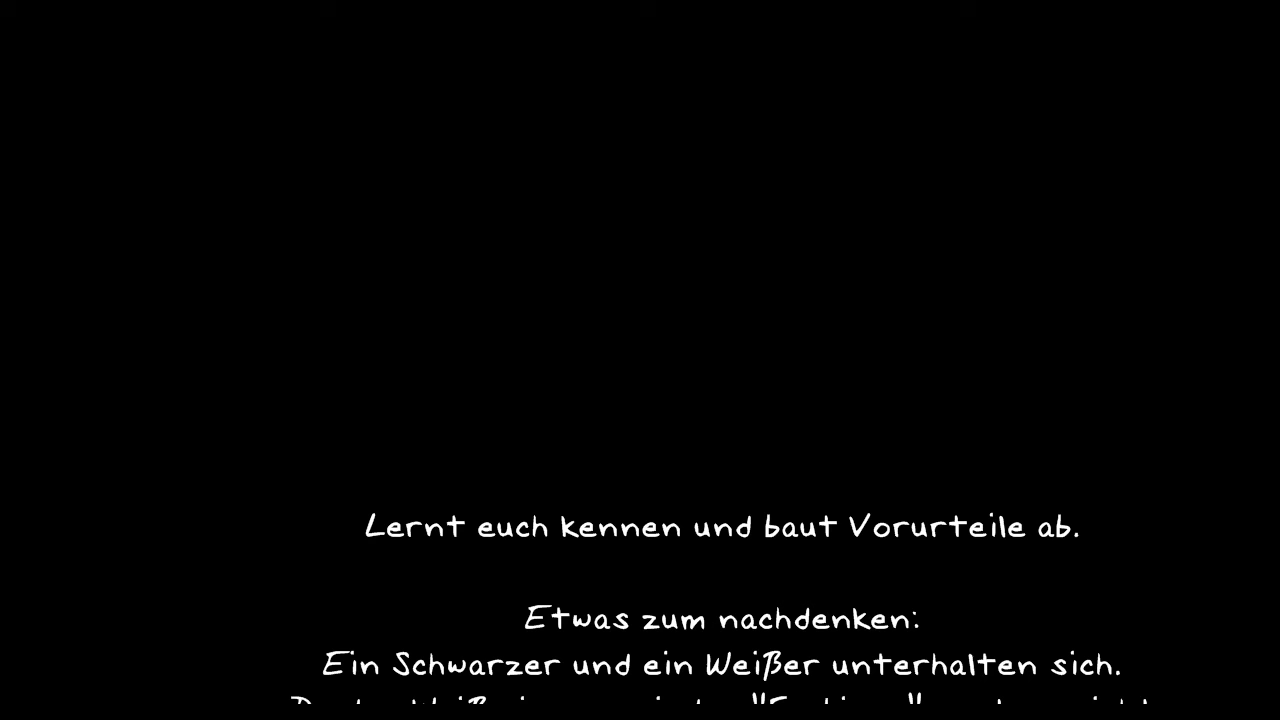 Lernt euch kennen und baut Vorurteile ab.
Etwas zum nachdenken:
Ein Schwarzer und ein Weißer unterhalten sich.